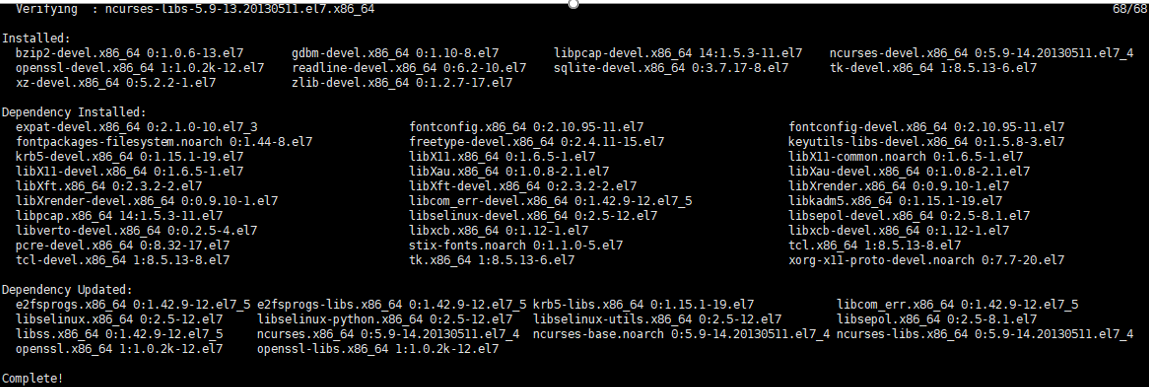 Verifying  : ncurses-libs-5.9-13.20130511.el7.x86_64 68/68
Installed:
bzip2-devel.x86_64 0:1.0.6-13.el7 gdbm-devel.x86_64 0:1.10-8.el7 libpcap-devel.x86_64 14:1.5.3-11.el7 ncurses-devel.x86_64 0:5.9-14.20130511.el7_4
openssl-devel.x86_64 1:1.0.2k-12.el7 readline-devel.x86_64 0:6.2-10.el7 sqlite-devel.x86_64 0:3.7.17-8.el7 tk-devel.x86_64 1:8.5.13-6.el7
xz-devel.x86_64 0:5.2.2-1.el7 zlib-devel.x86_64 0:1.2.7-17.el7
Dependency Installed:
expat-devel.x86_64 0:2.1.0-10.el7_3 fontconfig.x86_64 0:2.10.95-11.el7 fontconfig-devel.x86_64 0:2.10.95-11.el7
fontpackages-filesystem.noarch 0:1.44-8.el7 freetype-devel.x86_64 0:2.4.11-15.el7 keyutils-libs-devel.x86_64 0:1.5.8-3.el7
krb5-devel.x86_64 0:1.15.1-19.el7 libX11.x86_64 0:1.6.5-1.el7 libX11-common.noarch 0:1.6.5-1.el7
libX11-devel.x86_64 0:1.6.5-1.el7 libXau.x86_64 0:1.0.8-2.1.el7 libXau-devel.x86_64 0:1.0.8-2.1.el7
libXft.x86_64 0:2.3.2-2.el7 libXft-devel.x86_64 0:2.3.2-2.el7 libXrender.x86_64 0:0.9.10-1.el7
libXrender-devel.x86_64 0:0.9.10-1.el7 libcom_err-devel.x86_64 0:1.42.9-12.el7_5 libkadm5.x86_64 0:1.15.1-19.el7
libpcap.x86_64 14:1.5.3-11.el7 libselinux-devel.x86_64 0:2.5-12.el7 libsepol-devel.x86_64 0:2.5-8.1.el7
libverto-devel.x86_64 0:0.2.5-4.el7 libxcb.x86_64 0:1.12-1.el7 libxcb-devel.x86_64 0:1.12-1.el7
pcre-devel.x86_64 0:8.32-17.el7 stix-fonts.noarch 0:1.1.0-5.el7 tcl.x86_64 1:8.5.13-8.el7
tcl-devel.x86_64 1:8.5.13-8.el7 tk.x86_64 1:8.5.13-6.el7 xorg-x11-proto-devel.noarch 0:7.7-20.el7
Dependency Updated:
e2fsprogs.x86_64 0:1.42.9-12.el7_5 e2fsprogs-libs.x86_64 0:1.42.9-12.el7_5 krb5-libs.x86_64 0:1.15.1-19.el7 libcom_err.x86_64 0:1.42.9-12.el7_5
libselinux.x86_64 0:2.5-12.el7 libselinux-python.x86_64 0:2.5-12.el7 libselinux-utils.x86_64 0:2.5-12.el7 libsepol.x86_64 0:2.5-8.1.el7
libss.x86_64 0:1.42.9-12.el7_5 ncurses.x86_64 0:5.9-14.20130511.el7_4 ncurses-base.noarch 0:5.9-14.20130511.el7_4 ncurses-libs.x86_64 0:5.9-14.20130511.el7_4
openssl.x86_64 1:1.0.2k-12.el7 openssl-libs.x86_64 1:1.0.2k-12.el7
Complete!